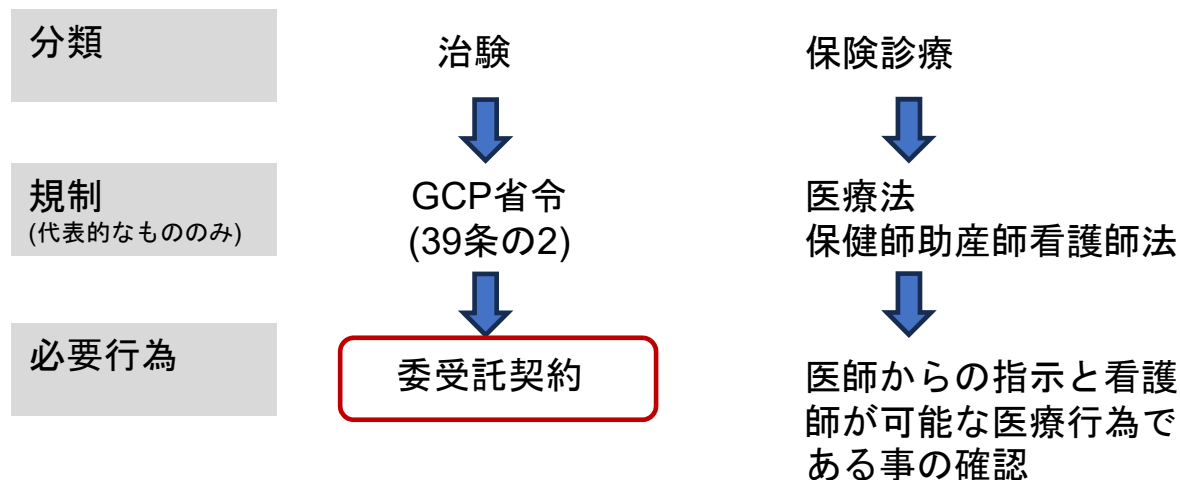 分類
治験
保険診療
規制
(代表的なもののみ)
GCP省令
(39条の2)
医療法
保健師助産師看護師法
必要行為
委受託契約
医師からの指示と看護
師が可能な医療行為で
ある事の確認